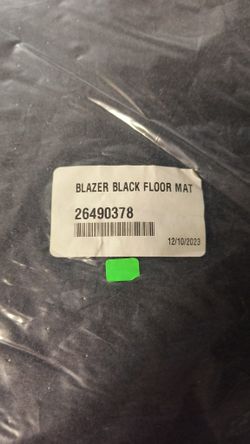 BLAZER BLACK FLOOR MAT
26490378
12/10/2023